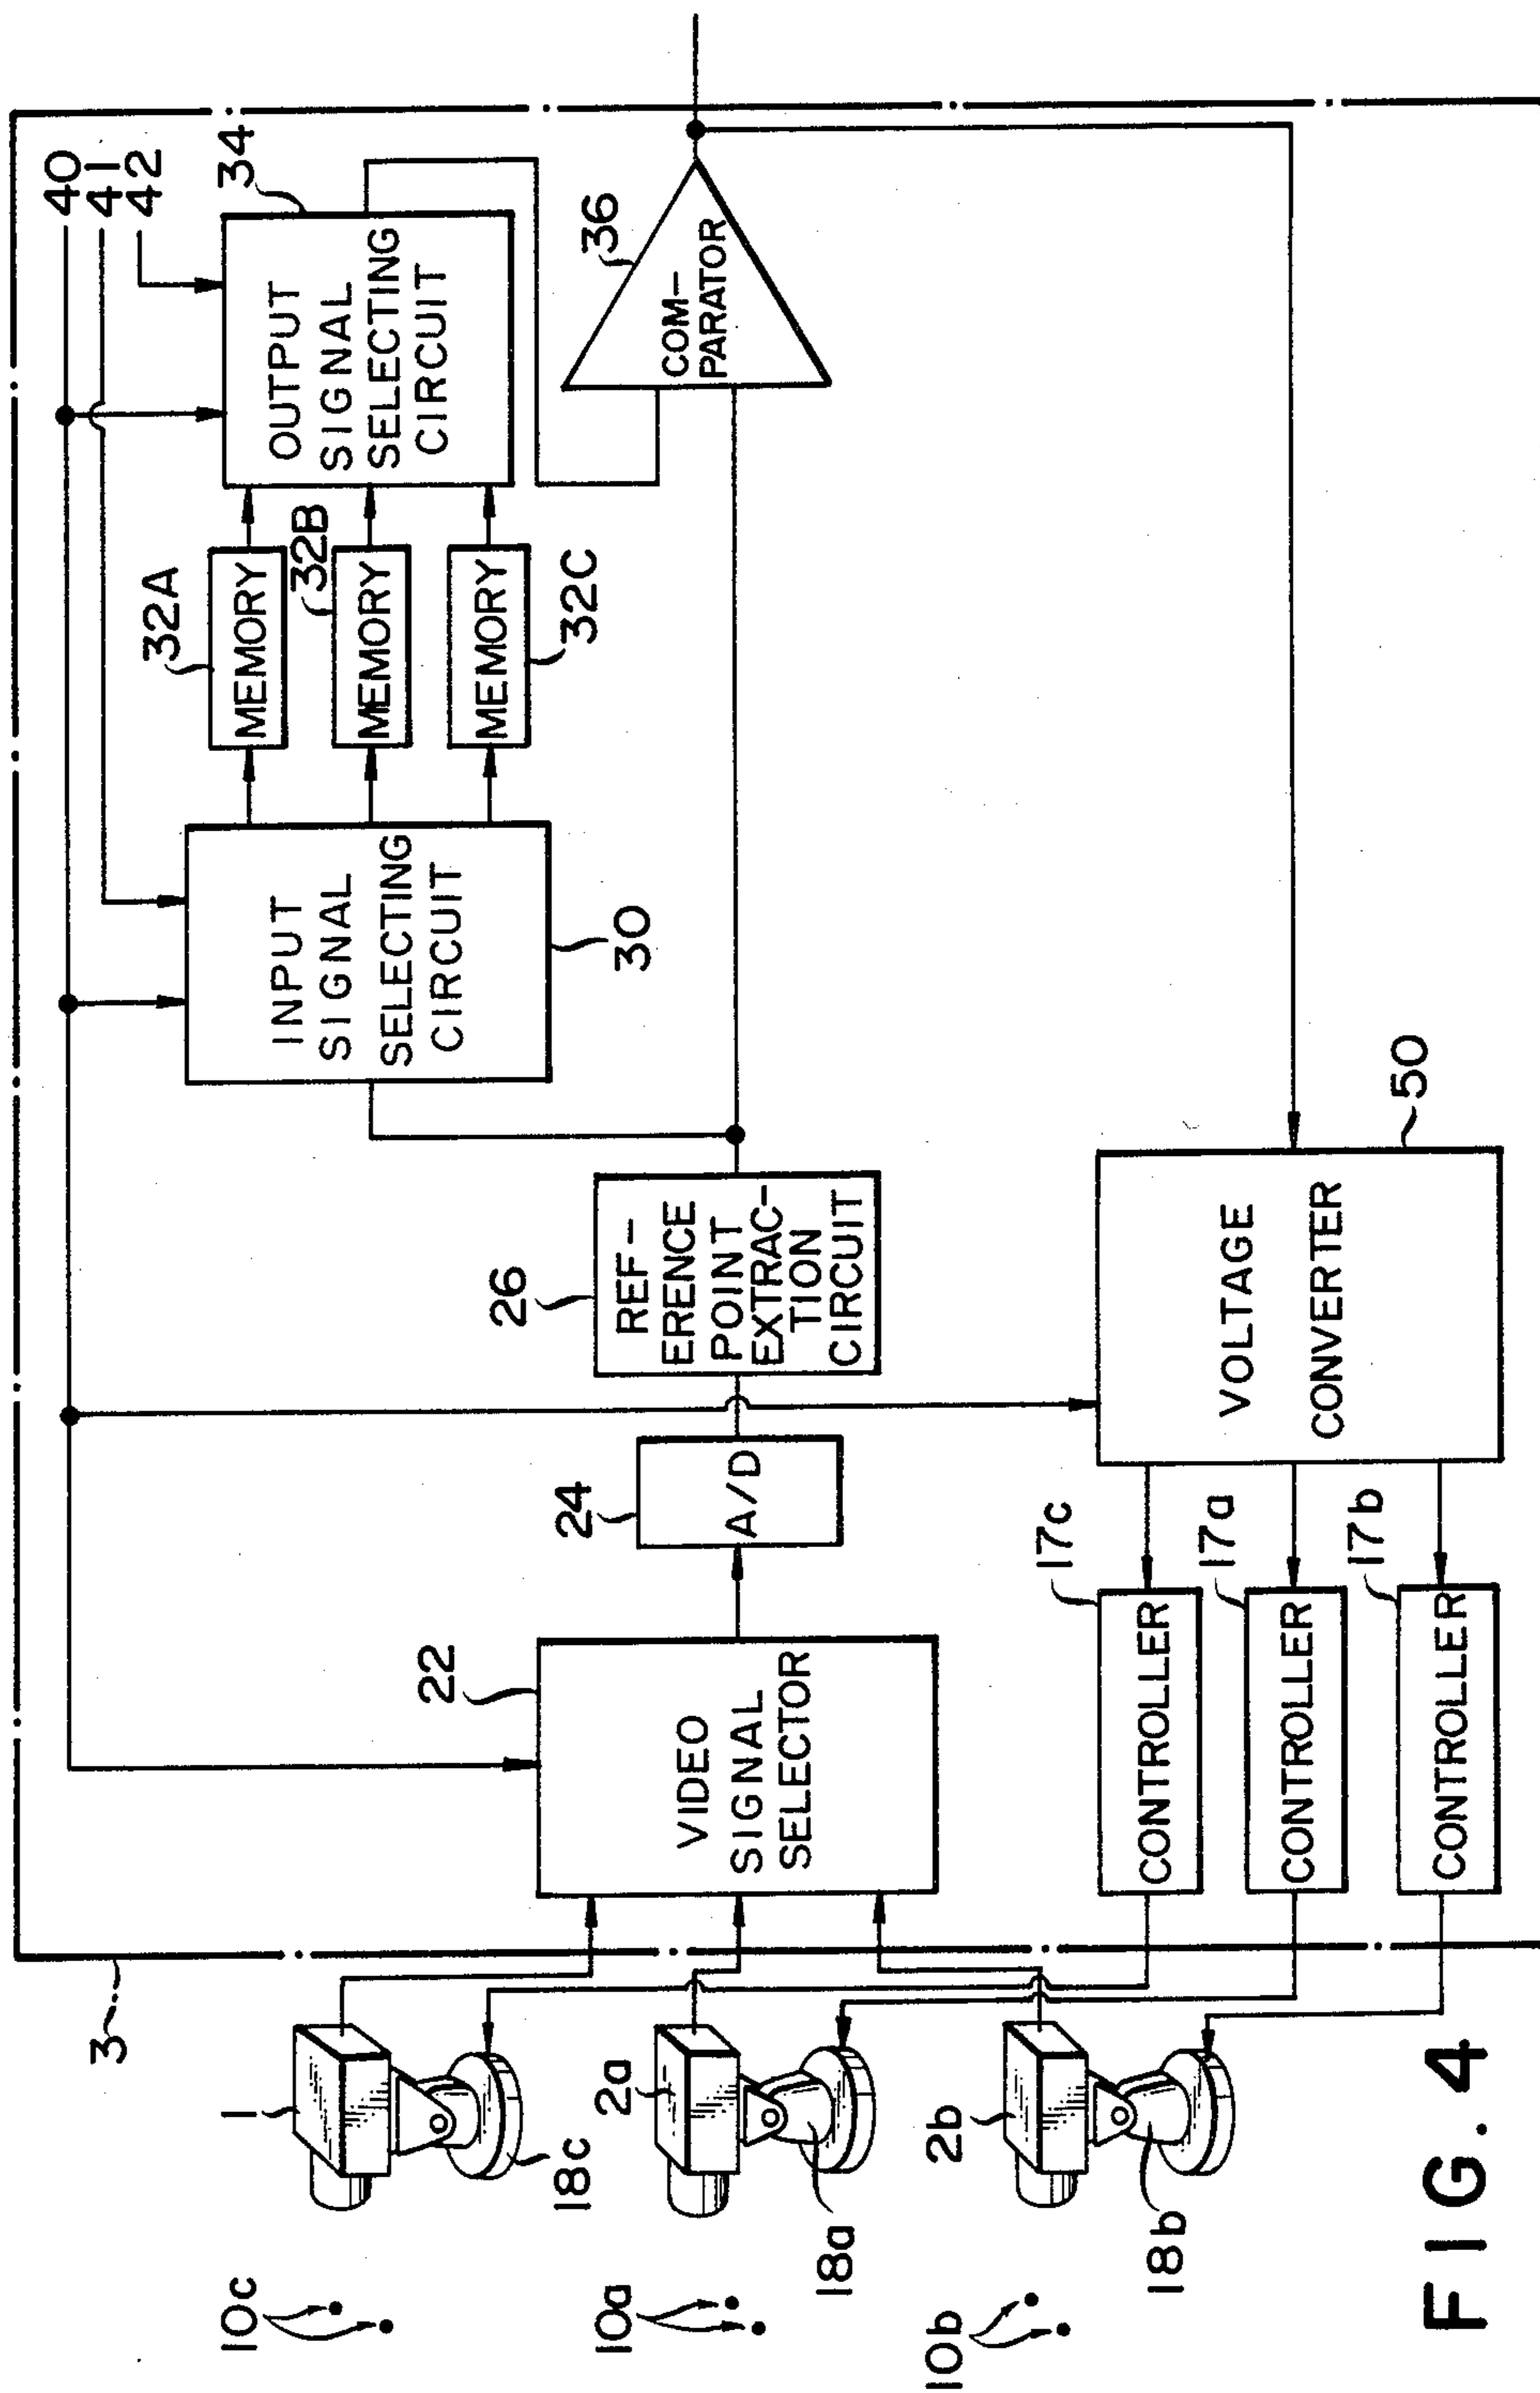 3
40
41
42
10c
1
18c
10a
2a
18a
10b
2b
18b
22
VIDEO
SIGNAL
SELECTOR
24
A/D
26
REF-
ERENCE
POINT
EXTRAC-
TION
CIRCUIT
INPUT
SIGNAL
SELECTING
CIRCUIT
30
32A
MEMORY
32B
MEMORY
32C
MEMORY
34
OUTPUT
SIGNAL
SELECTING
CIRCUIT
36
COM-
PARATOR
17c
CONTROLLER
17a
CONTROLLER
17b
CONTROLLER
VOLTAGE
CONVERTER
50
FIG. 4